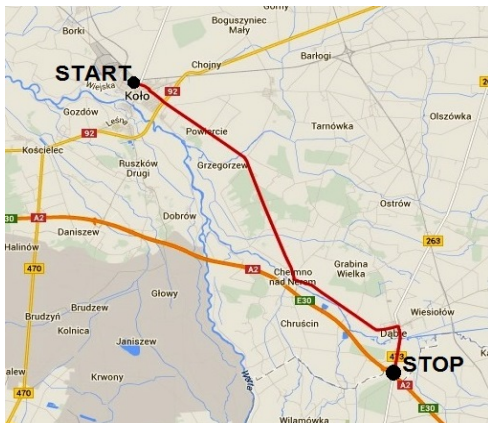 Górny
Boguszyniec
Mały
Borki
Barłogi
Chojny
START
Wiejska
92
Koło
Gozdów
Leśna
Olszówka
92
Powiercie
Tarnówka
Kościelec
Ruszków
Drugi
Grzegorzew
Ostrów
Dobrów
E30
A2
Daniszew
263
Halinów
470
A2
Chełmno
nad Nerem
Grabina
Wielka
Głowy
E30
Brudzew
Brudzyń
Kolnica
Chruścin
Wiesiołów
Dąbie
Janiszew
473
STOP
Krwony
A2
470
E30
Wilamówka